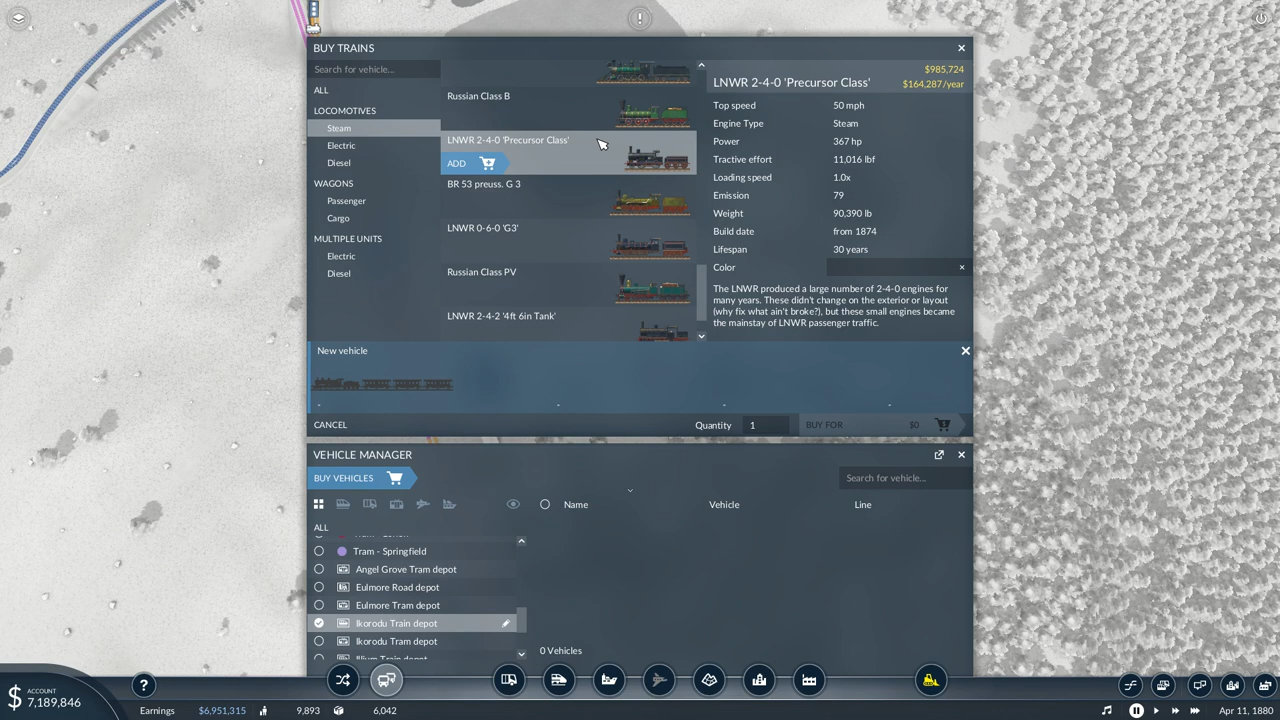 BUY TRAINS
Search for vehicle...
ALL
LOCOMOTIVES
Steam
Electric
Diesel
WAGONS
Passenger
Cargo
MULTIPLE UNITS
Electric
Diesel
Russian Class B
LNWR 2-4-0 'Precursor Class'
ADD
BR 53 preuss. G 3
LNWR 0-6-0 'G3'
Russian Class PV
LNWR 2-4-2 '4ft 6in Tank'
$985,724
LNWR 2-4-0 'Precursor Class'
$164,287/year
Top speed 50 mph
Engine Type Steam
Power 367 hp
Tractive effort 11,016 lbf
Loading speed 1.0x
Emission 79
Weight 90,390 lb
Build date from 1874
Lifespan 30 years
Color
The LNWR produced a large number of 2-4-0 engines for
many years. These didn't change on the exterior or layout
(why fix what ain't broke?), but these small engines became
the mainstay of LNWR passenger traffic.
New vehicle
- - - -
CANCEL
Quantity 1
BUY FOR $0
VEHICLE MANAGER
BUY VEHICLES
Search for vehicle...
Name Vehicle Line
ALL
Tram - Springfield
Angel Grove Tram depot
Eulmore Road depot
Eulmore Tram depot
Ikorodu Train depot
Ikorodu Tram depot
Illium Train depot
0 Vehicles
$ ACCOUNT
7,189,846
?
Earnings $6,951,315 9,893 6,042
Apr 11, 1880